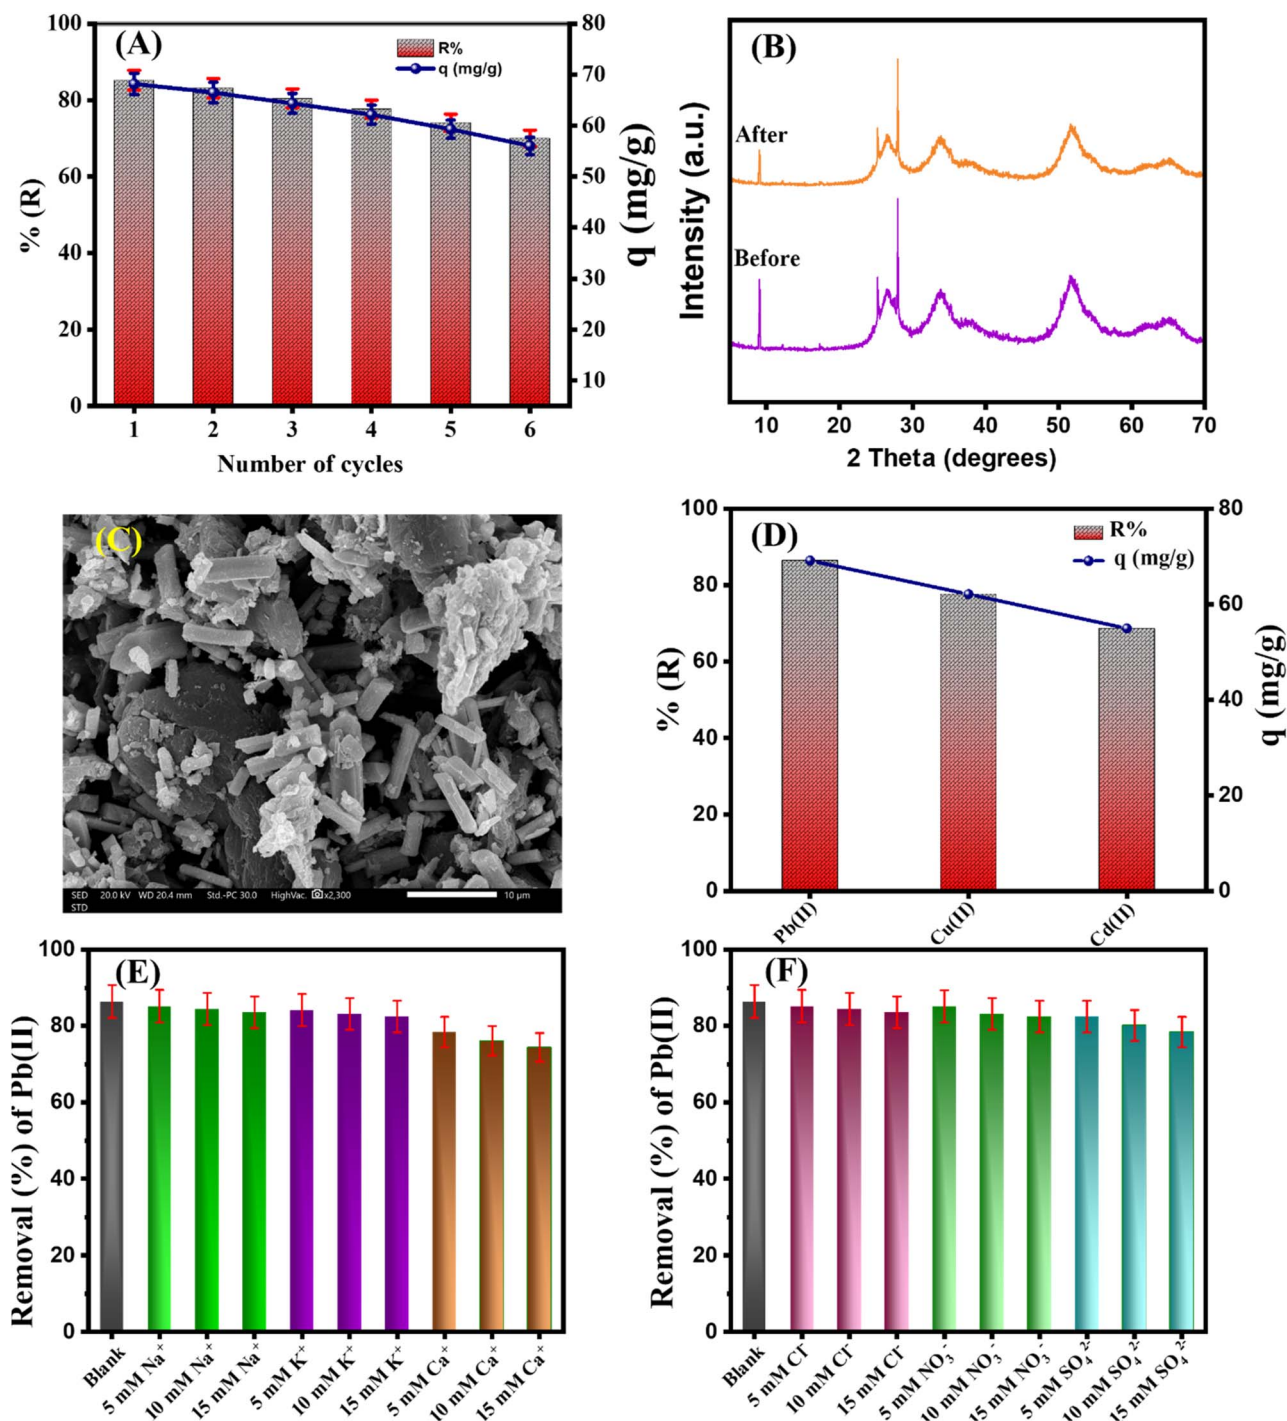 (A)
R%
q (mg/g)
100
80
60
40
20
0
% (R)
80
70
60
50
40
30
20
10
q (mg/g)
1 2 3 4 5 6
Number of cycles
(B)
After
Before
Intensity (a.u.)
10 20 30 40 50 60 70
2 Theta (degrees)
(C)
SED 20.0 kV WD 20.4 mm Std.-PC 30.0 HighVac. x2,300 10 µm
STD
(D)
R%
q (mg/g)
100
80
60
40
20
0
% (R)
80
60
40
20
0
q (mg/g)
Pb(II) Cu(II) Cd(II)
(E)
100
80
60
40
20
0
Removal (%) of Pb(II)
Blank
5 mM Na⁺
10 mM Na⁺
15 mM Na⁺
5 mM K⁺
10 mM K⁺
15 mM K⁺
5 mM Ca⁺
10 mM Ca⁺
15 mM Ca⁺
(F)
100
80
60
40
20
0
Removal (%) of Pb(II)
Blank
5 mM Cl⁻
10 mM Cl⁻
15 mM Cl⁻
5 mM NO₃⁻
10 mM NO₃⁻
15 mM NO₃⁻
5 mM SO₄²⁻
10 mM SO₄²⁻
15 mM SO₄²⁻